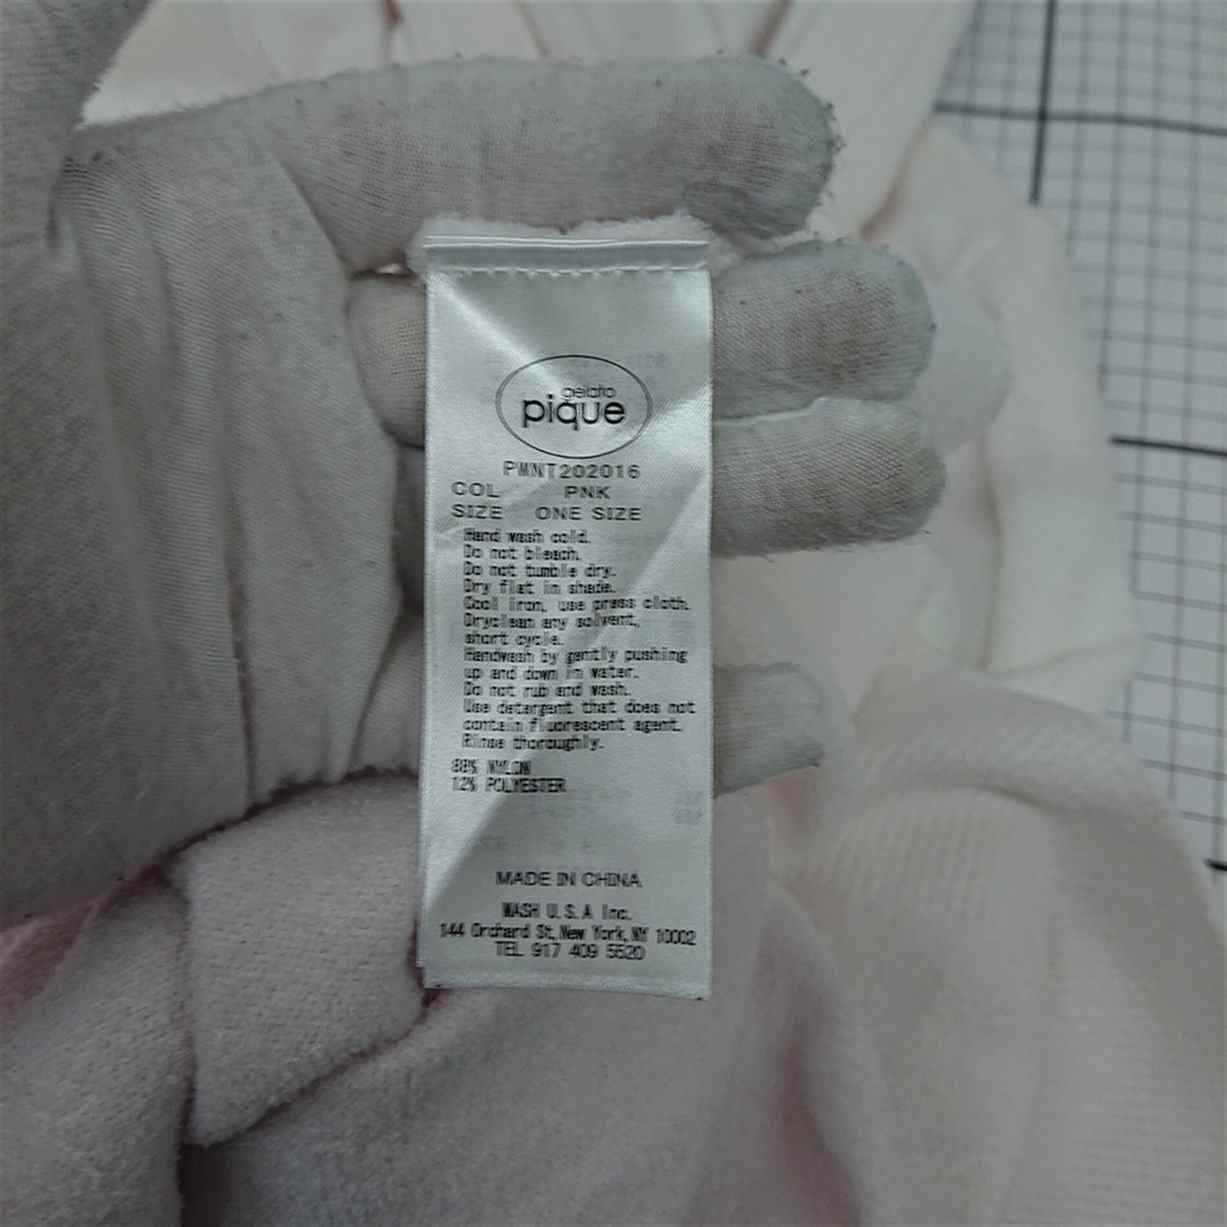 gelato
pique
PWNT202016
COL PNK
SIZE ONE SIZE
Hand wash cold.
Do not bleach.
Do not tumble dry.
Dry flat in shade.
Cool iron, use press cloth.
Dryclean any solvent,
short cycle.
Handwash by gently pushing
up and down in water.
Do not rub and wash.
Use detergent that does not
contain fluorescent agent.
Rinse thoroughly.
88% NYLON
12% POLYESTER
MADE IN CHINA
MASH U.S.A Inc.
144 Orchard St, New York, NY 10002
TEL 917 409 5520